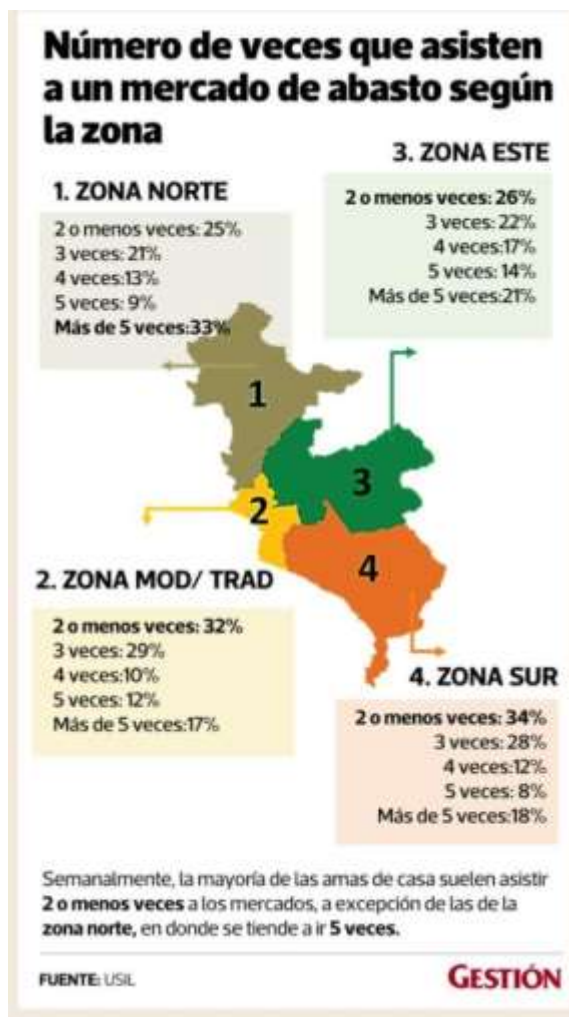 Número de veces que asisten
a un mercado de abasto según
la zona
1. ZONA NORTE
2 o menos veces: 25%
3 veces: 21%
4 veces:13%
5 veces: 9%
Más de 5 veces:33%
3. ZONA ESTE
2 o menos veces: 26%
3 veces: 22%
4 veces:17%
5 veces: 14%
Más de 5 veces:21%
1
3
2
4
2. ZONA MOD/ TRAD
2 o menos veces: 32%
3 veces: 29%
4 veces:10%
5 veces: 12%
Más de 5 veces:17%
4. ZONA SUR
2 o menos veces: 34%
3 veces: 28%
4 veces:12%
5 veces: 8%
Más de 5 veces:18%
Semanalmente, la mayoría de las amas de casa suelen asistir
2 o menos veces a los mercados, a excepción de las de la
zona norte, en donde se tiende a ir 5 veces.
FUENTE: USIL
GESTIÓN